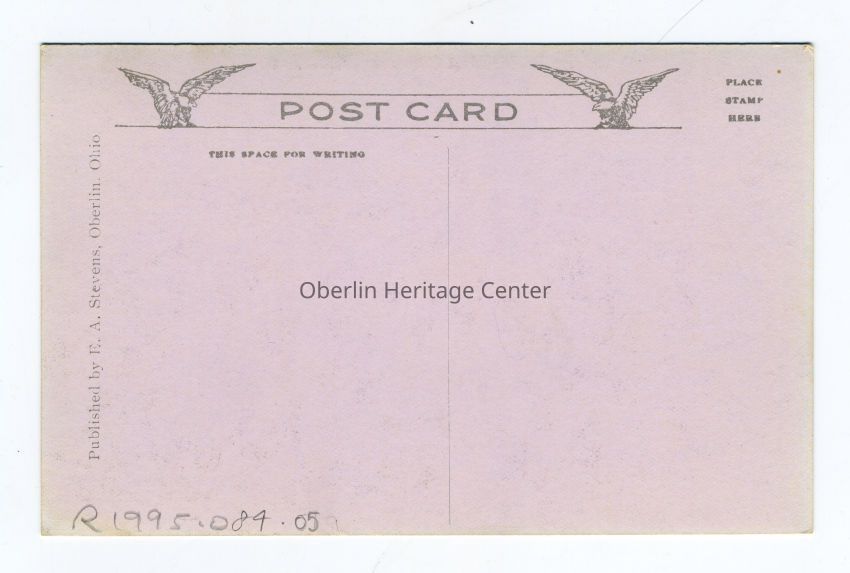 POST CARD
PLACE
STAMP
HERE
THIS SPACE FOR WRITING
Published by E. A. Stevens, Oberlin, Ohio
Oberlin Heritage Center
R1995.084.05